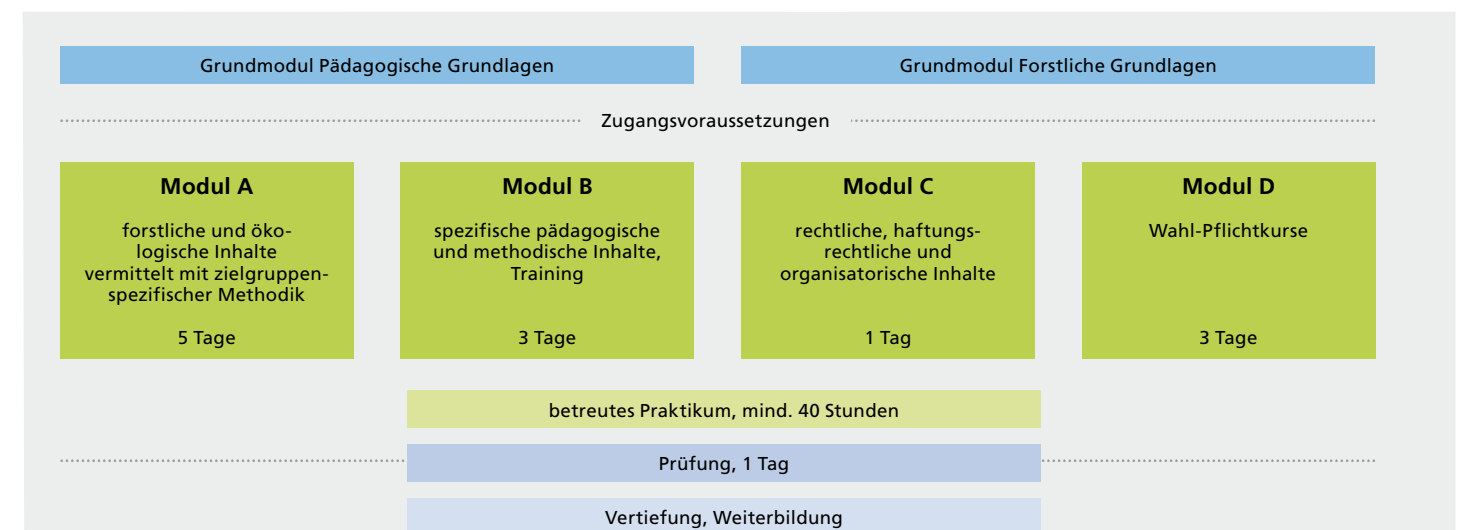 Grundmodul Pädagogische Grundlagen
Grundmodul Forstliche Grundlagen
Zugangsvoraussetzungen
Modul A
forstliche und öko-
logische Inhalte
vermittelt mit zielgruppen-
spezifischer Methodik
5 Tage
Modul B
spezifische pädagogische
und methodische Inhalte,
Training
3 Tage
Modul C
rechtliche, haftungs-
rechtliche und
organisatorische Inhalte
1 Tag
Modul D
Wahl-Pflichtkurse
3 Tage
betreutes Praktikum, mind. 40 Stunden
Prüfung, 1 Tag
Vertiefung, Weiterbildung